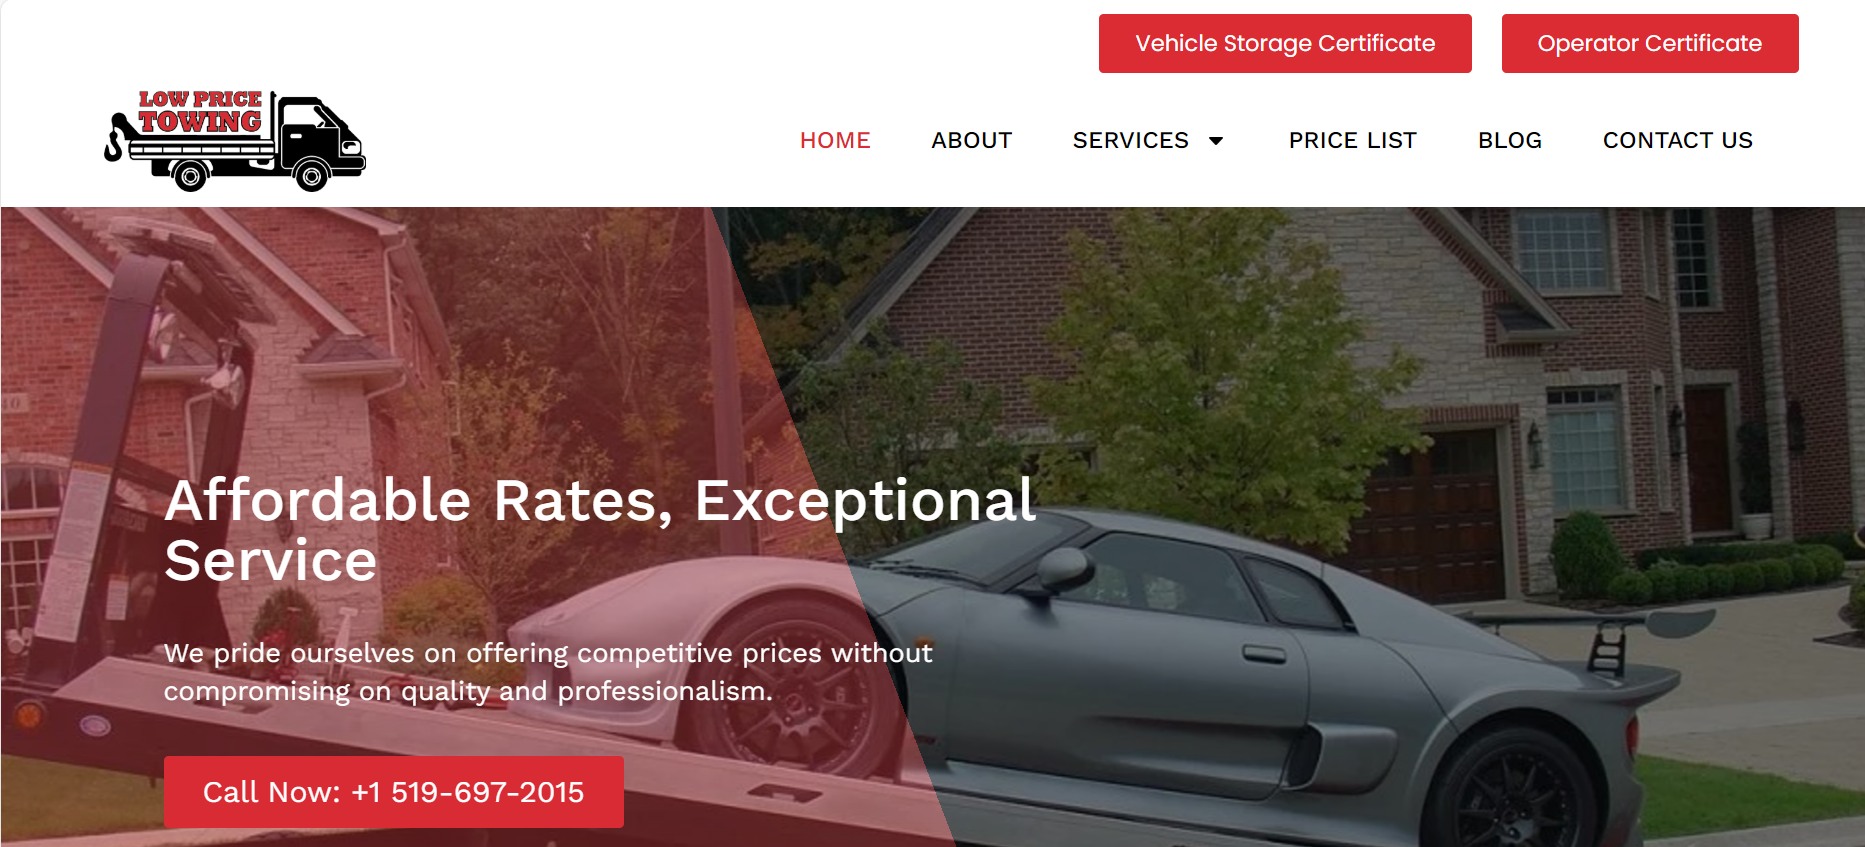 Vehicle Storage Certificate
Operator Certificate
LOW PRICE
TOWING
HOME
ABOUT
SERVICES
PRICE LIST
BLOG
CONTACT US
Affordable Rates, Exceptional
Service
We pride ourselves on offering competitive prices without
compromising on quality and professionalism.
Call Now: +1 519-697-2015